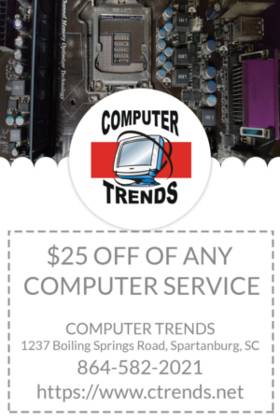 COMPUTER
TRENDS
$25 OFF OF ANY
COMPUTER SERVICE
COMPUTER TRENDS
1237 Boiling Springs Road, Spartanburg, SC
864-582-2021
https://www.ctrends.net